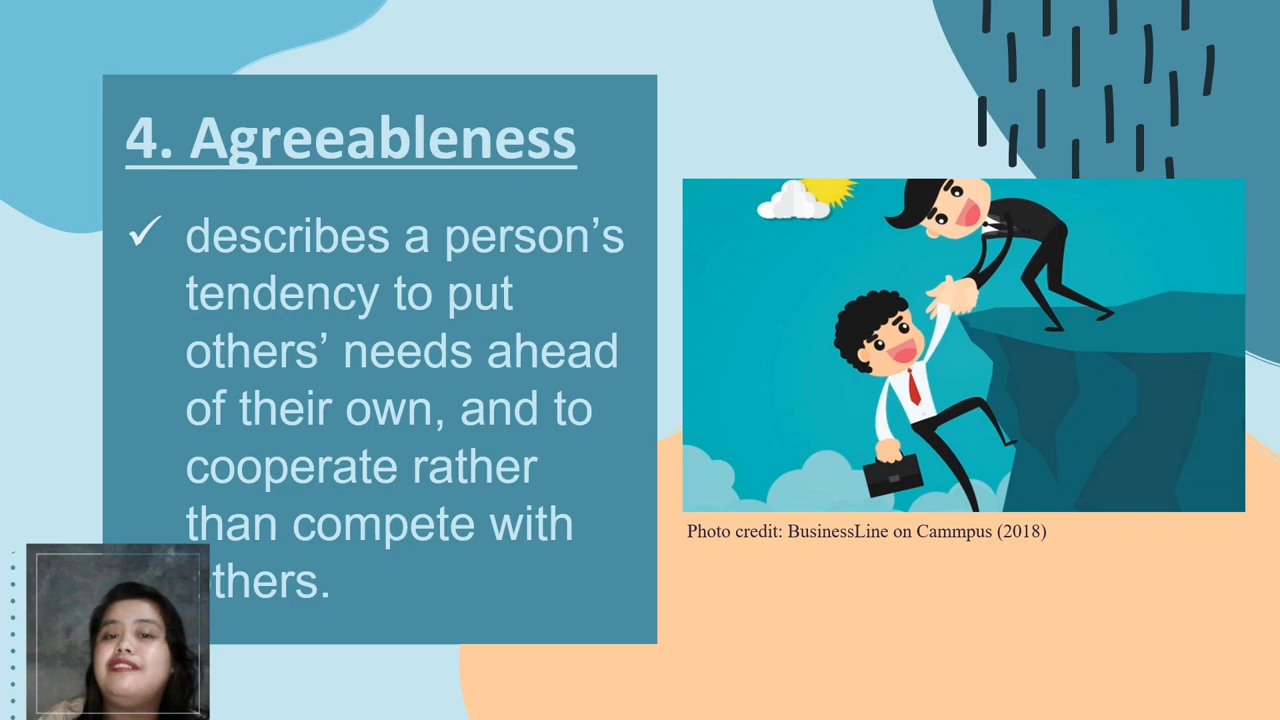 4. Agreeableness
✓ describes a person’s
tendency to put
others’ needs ahead
of their own, and to
cooperate rather
than compete with
thers.
Photo credit: BusinessLine on Cammpus (2018)